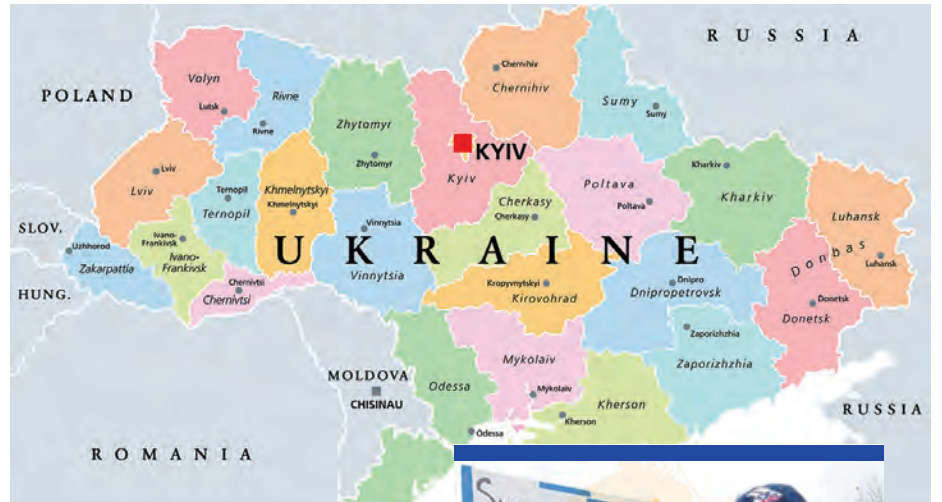 RUSSIA
POLAND
Volyn
Lutsk
Rivne
Rivne
Zhytomyr
Zhytomyr
Chernihiv
Chernihiv
Sumy
Sumy
KYIV
Kyiv
Lviv
Lviv
Ternopil
Ternopil
Khmelnytskyi
Khmelnytskyi
Cherkasy
Cherkasy
Poltava
Poltava
Kharkiv
Kharkiv
Luhansk
Luhansk
SLOV.
Uzhhorod
Zakarpattia
Ivano-
Frankivsk
Ivano-
Frankivsk
Chernivtsi
Chernivtsi
Vinnytsia
Vinnytsia
UKRAINE
Kropyvnytskyi
Kirovohrad
Dnipro
Dnipropetrovsk
Donbas
Donetsk
Donetsk
HUNG.
Zaporizhzhia
Zaporizhzhia
MOLDOVA
CHISINAU
Odessa
Odessa
Mykolaiv
Mykolaiv
Kherson
Kherson
RUSSIA
ROMANIA